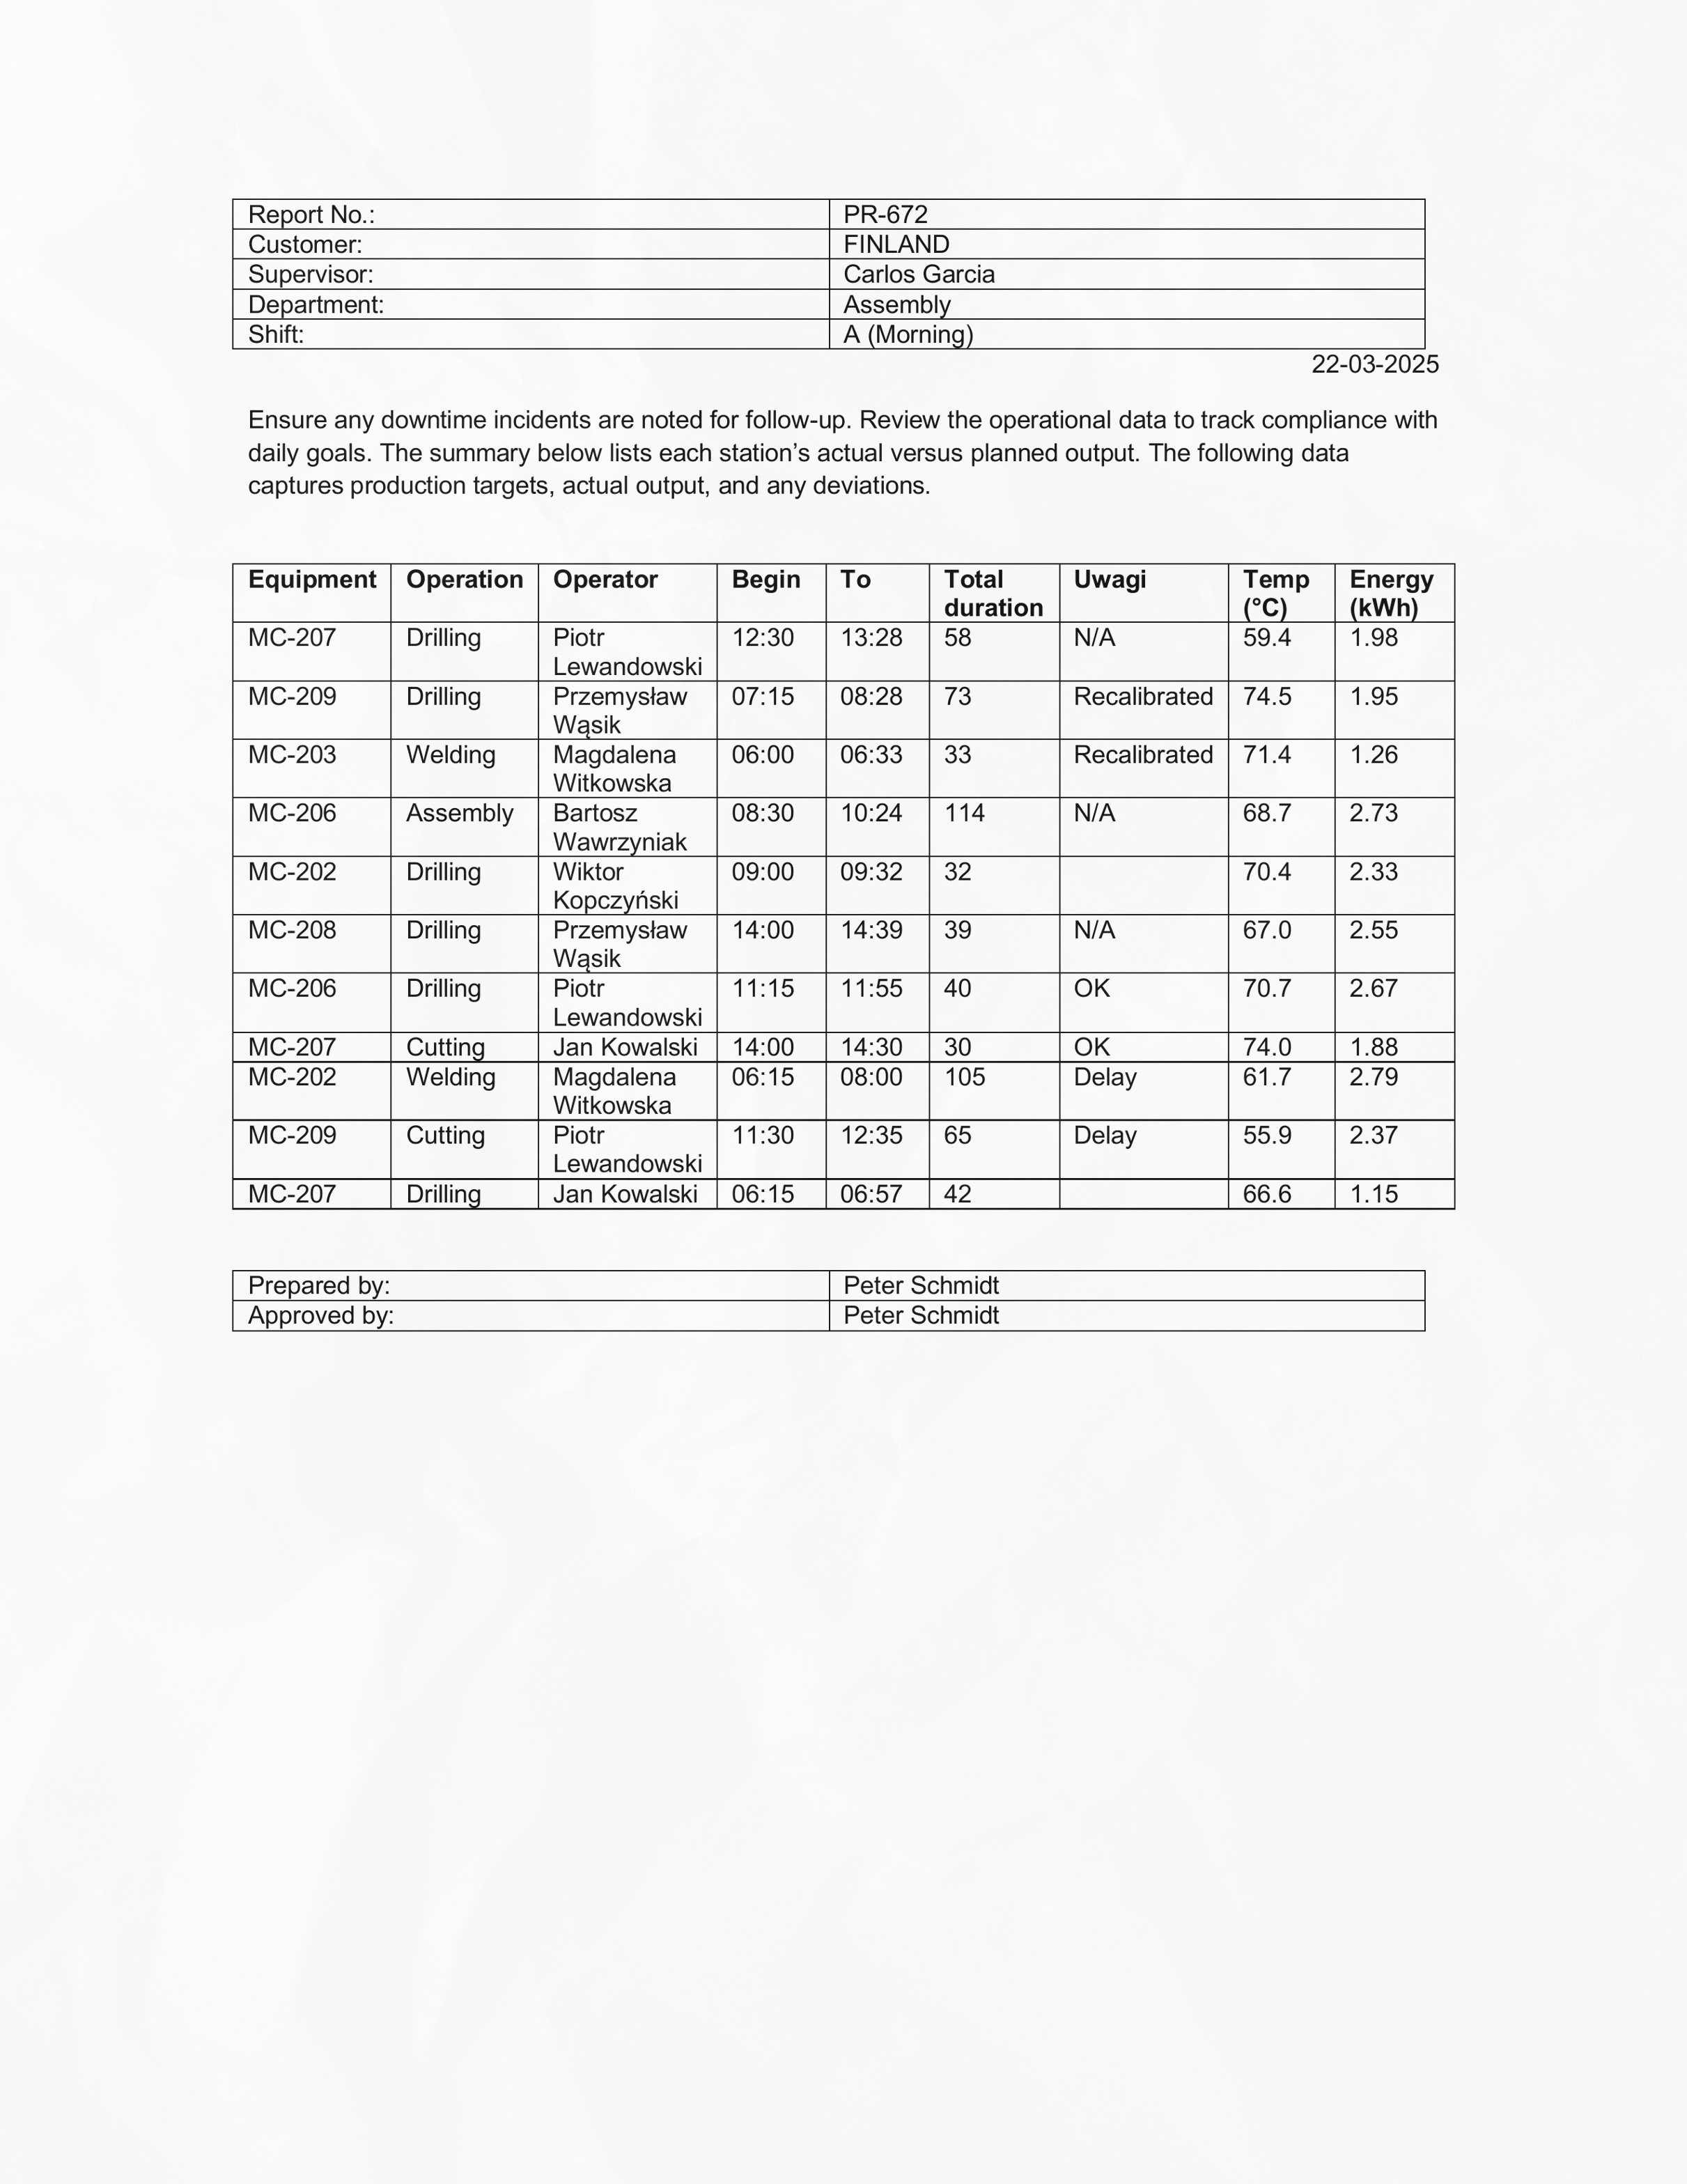 Report No.: PR-672
Customer: FINLAND
Supervisor: Carlos Garcia
Department: Assembly
Shift: A (Morning)
22-03-2025
Ensure any downtime incidents are noted for follow-up. Review the operational data to track compliance with
daily goals. The summary below lists each station’s actual versus planned output. The following data
captures production targets, actual output, and any deviations.
Equipment Operation Operator Begin To Total duration Uwagi Temp (°C) Energy (kWh)
MC-207 Drilling Piotr Lewandowski 12:30 13:28 58 N/A 59.4 1.98
MC-209 Drilling Przemysław Wąsik 07:15 08:28 73 Recalibrated 74.5 1.95
MC-203 Welding Magdalena Witkowska 06:00 06:33 33 Recalibrated 71.4 1.26
MC-206 Assembly Bartosz Wawrzyniak 08:30 10:24 114 N/A 68.7 2.73
MC-202 Drilling Wiktor Kopczyński 09:00 09:32 32 70.4 2.33
MC-208 Drilling Przemysław Wąsik 14:00 14:39 39 N/A 67.0 2.55
MC-206 Drilling Piotr Lewandowski 11:15 11:55 40 OK 70.7 2.67
MC-207 Cutting Jan Kowalski 14:00 14:30 30 OK 74.0 1.88
MC-202 Welding Magdalena Witkowska 06:15 08:00 105 Delay 61.7 2.79
MC-209 Cutting Piotr Lewandowski 11:30 12:35 65 Delay 55.9 2.37
MC-207 Drilling Jan Kowalski 06:15 06:57 42 66.6 1.15
Prepared by: Peter Schmidt
Approved by: Peter Schmidt